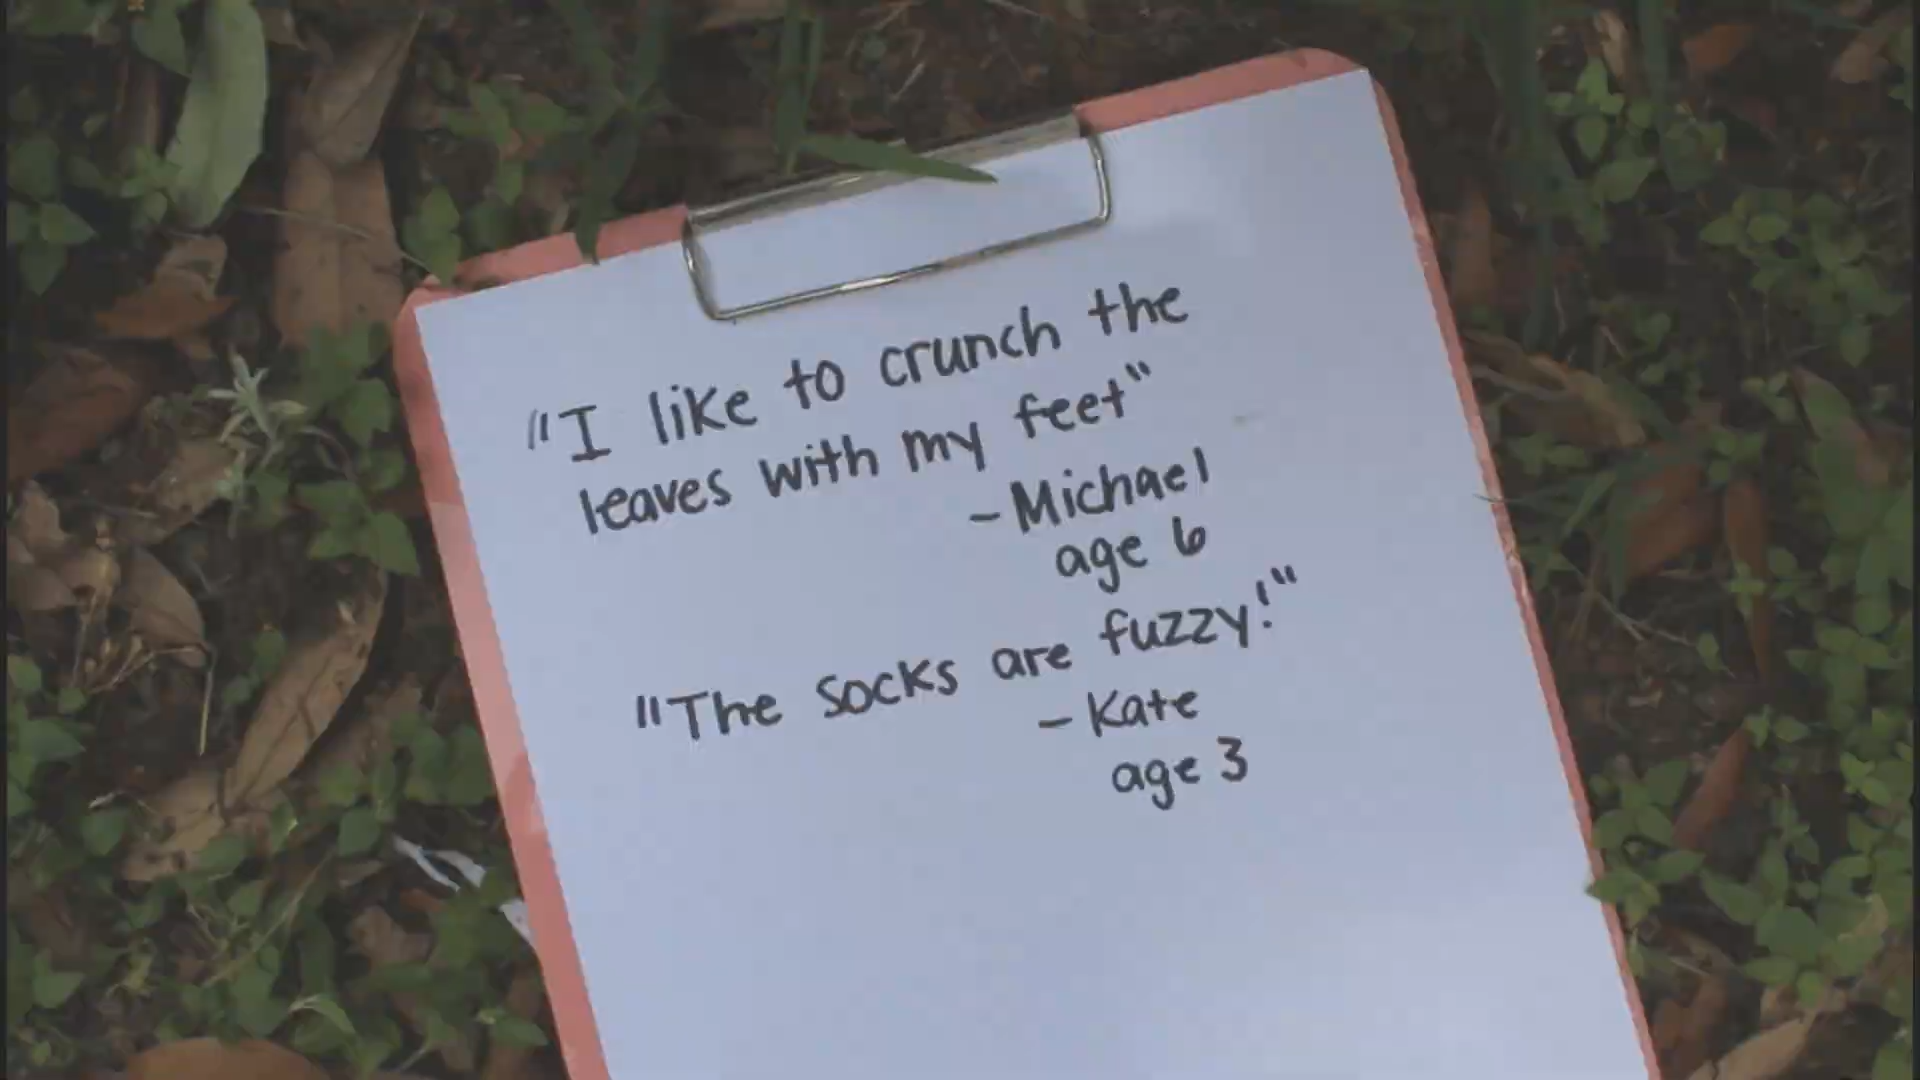 "I like to crunch the
leaves with my feet"
- Michael
age 6
"The socks are fuzzy!"
- Kate
age 3